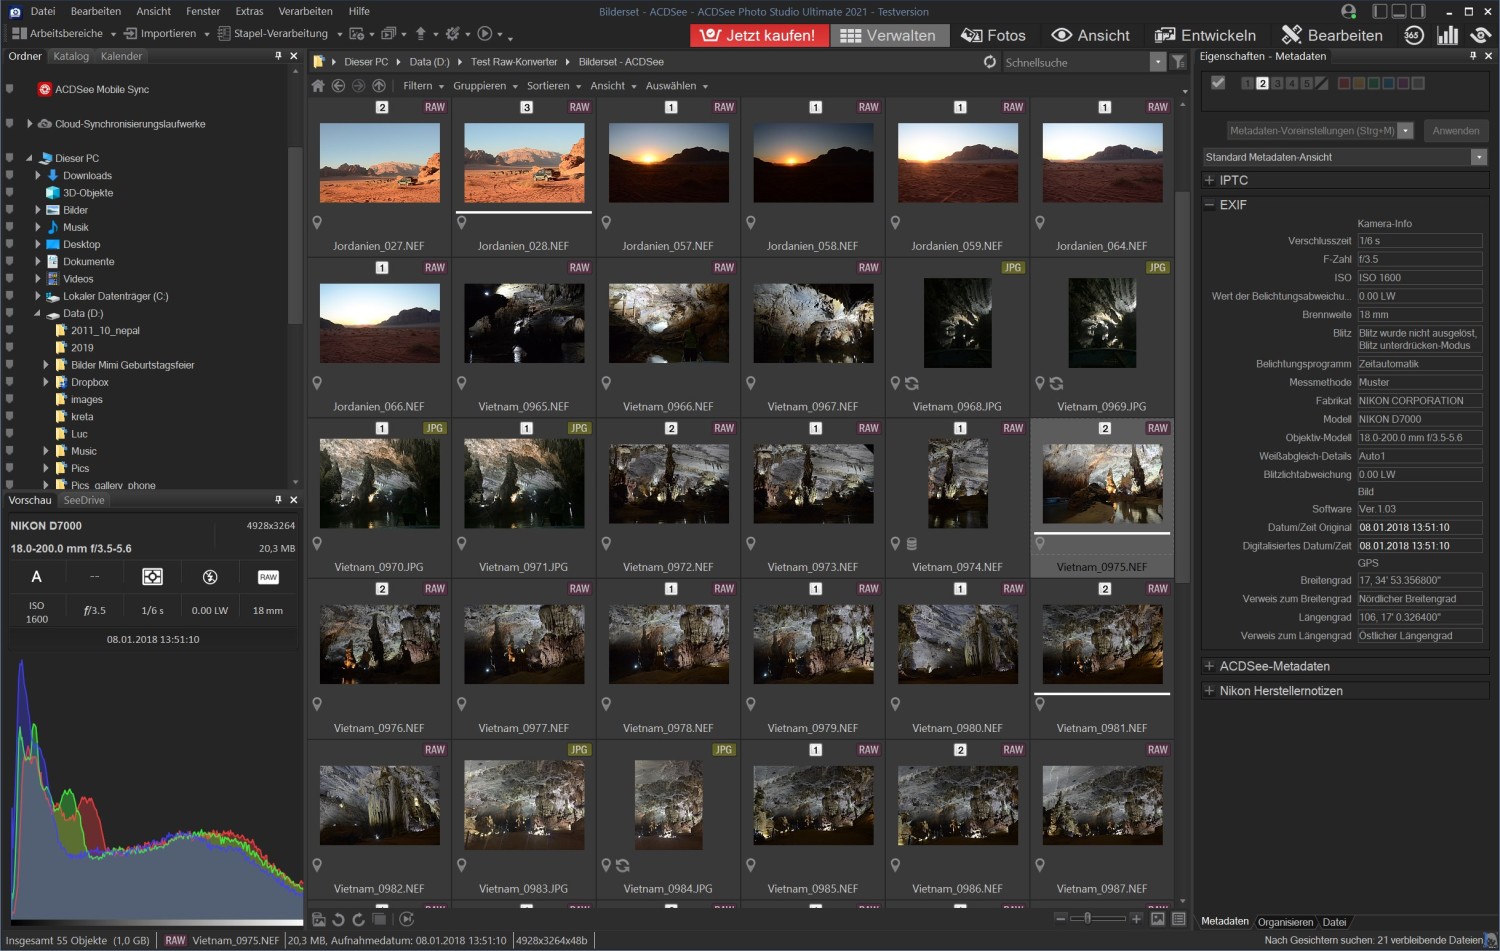 Datei Bearbeiten Ansicht Fenster Extras Verarbeiten Hilfe
Bilderset - ACDSee - ACDSee Photo Studio Ultimate 2021 - Testversion
Arbeitsbereiche Importieren Stapel-Verarbeitung
Jetzt kaufen! Verwalten Fotos Ansicht Entwickeln Bearbeiten 365
Ordner Katalog Kalender
ACDSee Mobile Sync
Cloud-Synchronisierungslaufwerke
Dieser PC
Downloads
3D-Objekte
Bilder
Musik
Desktop
Dokumente
Videos
Lokaler Datenträger (C:)
Data (D:)
2011_10_nepal
2019
Bilder Mimi Geburtstagsfeier
Dropbox
images
kreta
Luc
Music
Pics
Pics_gallery_phone
Vorschau SeeDrive
NIKON D7000 4928x3264
18.0-200.0 mm f/3.5-5.6 20,3 MB
A -- RAW
ISO 1600 f/3.5 1/6 s 0.00 LW 18 mm
08.01.2018 13:51:10
Dieser PC Data (D:) Test Raw-Konverter Bilderset - ACDSee
Schnellsuche
Filtern Gruppieren Sortieren Ansicht Auswählen
2 RAW 3 RAW 1 RAW 1 RAW 1 RAW 1 RAW
Jordanien_027.NEF Jordanien_028.NEF Jordanien_057.NEF Jordanien_058.NEF Jordanien_059.NEF Jordanien_064.NEF
1 RAW RAW RAW RAW JPG JPG
Jordanien_066.NEF Vietnam_0965.NEF Vietnam_0966.NEF Vietnam_0967.NEF Vietnam_0968.JPG Vietnam_0969.JPG
1 JPG 1 JPG 2 RAW 1 RAW 1 RAW 2 RAW
Vietnam_0970.JPG Vietnam_0971.JPG Vietnam_0972.NEF Vietnam_0973.NEF Vietnam_0974.NEF Vietnam_0975.NEF
2 RAW RAW 1 RAW 1 RAW 1 RAW 2 RAW
Vietnam_0976.NEF Vietnam_0977.NEF Vietnam_0978.NEF Vietnam_0979.NEF Vietnam_0980.NEF Vietnam_0981.NEF
RAW JPG JPG 1 RAW 2 RAW RAW
Vietnam_0982.NEF Vietnam_0983.JPG Vietnam_0984.JPG Vietnam_0985.NEF Vietnam_0986.NEF Vietnam_0987.NEF
Eigenschaften - Metadaten
1 2 3 4 5
Metadaten-Voreinstellungen (Strg+M) Anwenden
Standard Metadaten-Ansicht
IPTC
EXIF
Kamera-Info
Verschlusszeit 1/6 s
F-Zahl f/3.5
ISO ISO 1600
Wert der Belichtungsabweichu... 0.00 LW
Brennweite 18 mm
Blitz Blitz wurde nicht ausgelöst,
Blitz unterdrücken-Modus
Belichtungsprogramm Zeitautomatik
Messmethode Muster
Fabrikat NIKON CORPORATION
Modell NIKON D7000
Objektiv-Modell 18.0-200.0 mm f/3.5-5.6
Weißabgleich-Details Auto1
Blitzlichtabweichung 0.00 LW
Bild
Software Ver.1.03
Datum/Zeit Original 08.01.2018 13:51:10
Digitalisiertes Datum/Zeit 08.01.2018 13:51:10
GPS
Breitengrad 17, 34' 53.356800"
Verweis zum Breitengrad Nördlicher Breitengrad
Längengrad 106, 17' 0.326400"
Verweis zum Längengrad Östlicher Längengrad
ACDSee-Metadaten
Nikon Herstellernotizen
Metadaten Organisieren Datei
Insgesamt 55 Objekte (1,0 GB) RAW Vietnam_0975.NEF 20,3 MB, Aufnahmedatum: 08.01.2018 13:51:10 4928x3264x48b
Nach Gesichtern suchen: 21 verbleibende Dateien